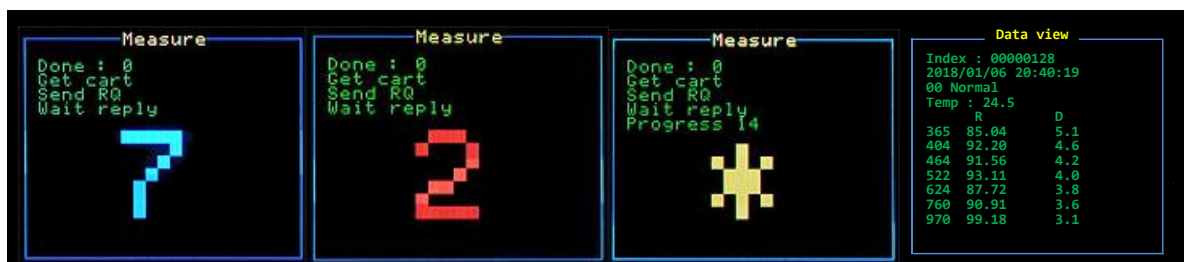 Measure
Done : 0
Get cart
Send RQ
Wait reply
7
Measure
Done : 0
Get cart
Send RQ
Wait reply
2
Measure
Done : 0
Get cart
Send RQ
Wait reply
Progress 14
*
Data view
Index : 00000128
2018/01/06 20:40:19
00 Normal
Temp : 24.5
R D
365 85.04 5.1
404 92.20 4.6
464 91.56 4.2
522 93.11 4.0
624 87.72 3.8
760 90.91 3.6
970 99.18 3.1